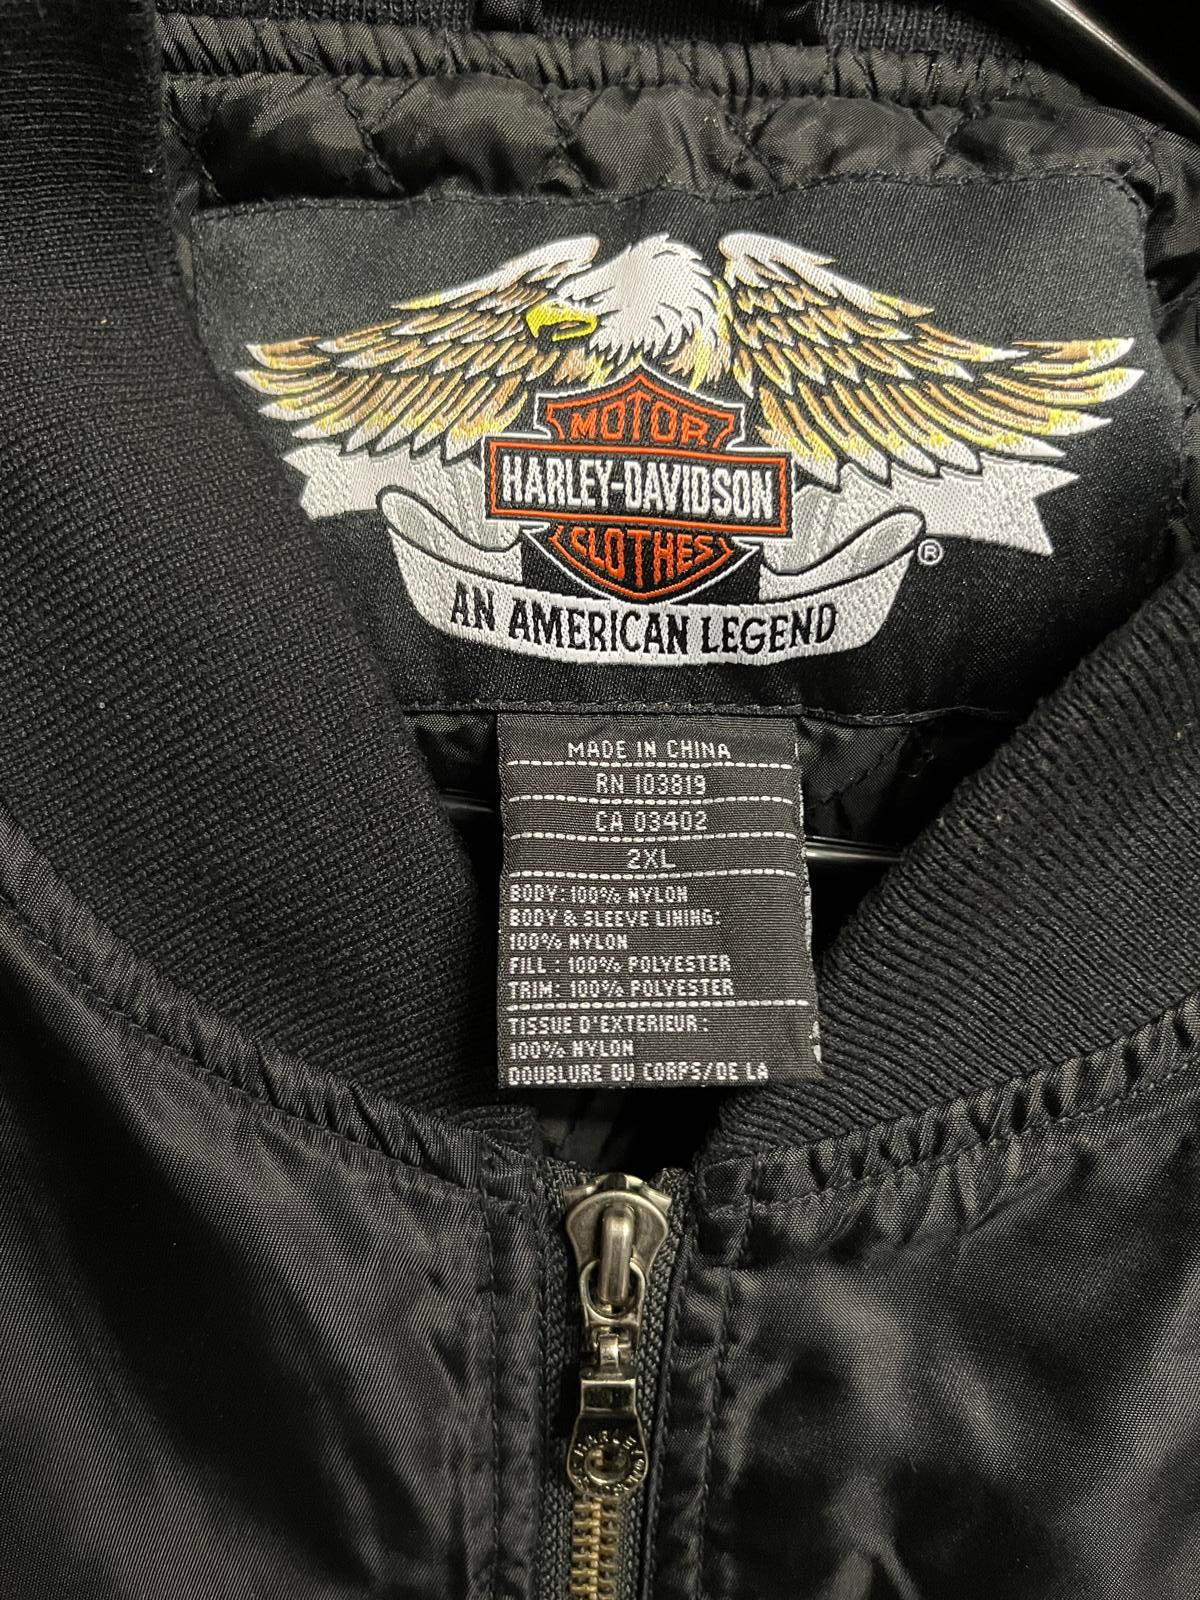 MOTOR
HARLEY-DAVIDSON
CLOTHES
®
AN AMERICAN LEGEND
MADE IN CHINA
RN 103819
CA 03402
2XL
BODY: 100% NYLON
BODY & SLEEVE LINING:
100% NYLON
FILL : 100% POLYESTER
TRIM: 100% POLYESTER
TISSUE D'EXTERIEUR :
100% NYLON
DOUBLURE DU CORPS/DE LA
HARLEY